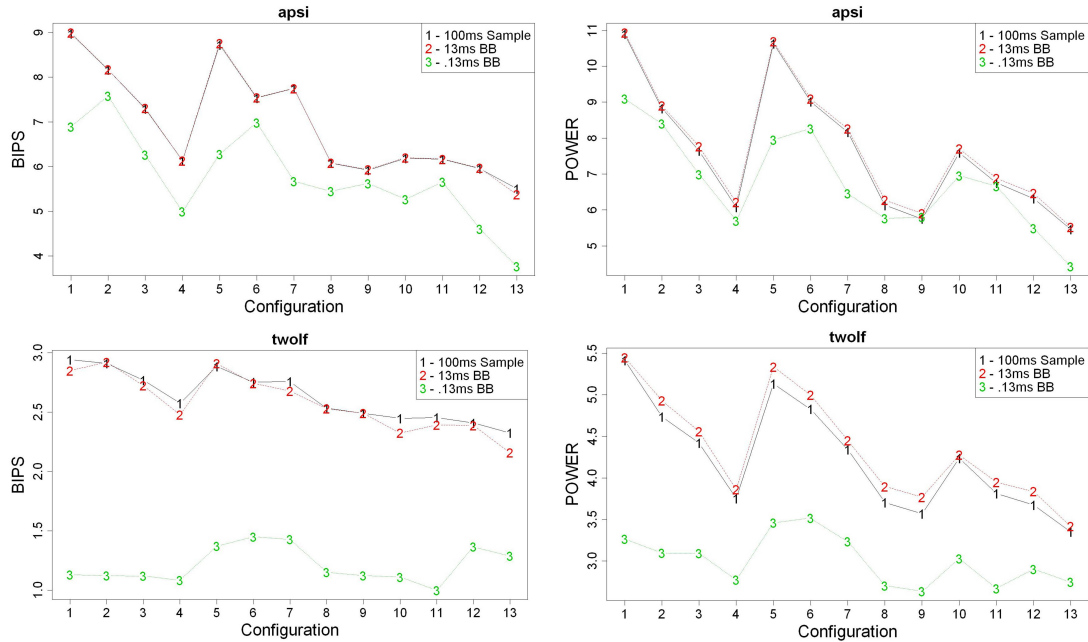 apsi
1 - 100ms Sample
2 - 13ms BB
3 - .13ms BB
BIPS
9
8
7
6
5
4
1 2 3 4 5 6 7 8 9 10 11 12 13
Configuration
apsi
1 - 100ms Sample
2 - 13ms BB
3 - .13ms BB
POWER
11
10
9
8
7
6
5
1 2 3 4 5 6 7 8 9 10 11 12 13
Configuration
twolf
1 - 100ms Sample
2 - 13ms BB
3 - .13ms BB
BIPS
3.0
2.5
2.0
1.5
1.0
1 2 3 4 5 6 7 8 9 10 11 12 13
Configuration
twolf
1 - 100ms Sample
2 - 13ms BB
3 - .13ms BB
POWER
5.5
5.0
4.5
4.0
3.5
3.0
1 2 3 4 5 6 7 8 9 10 11 12 13
Configuration